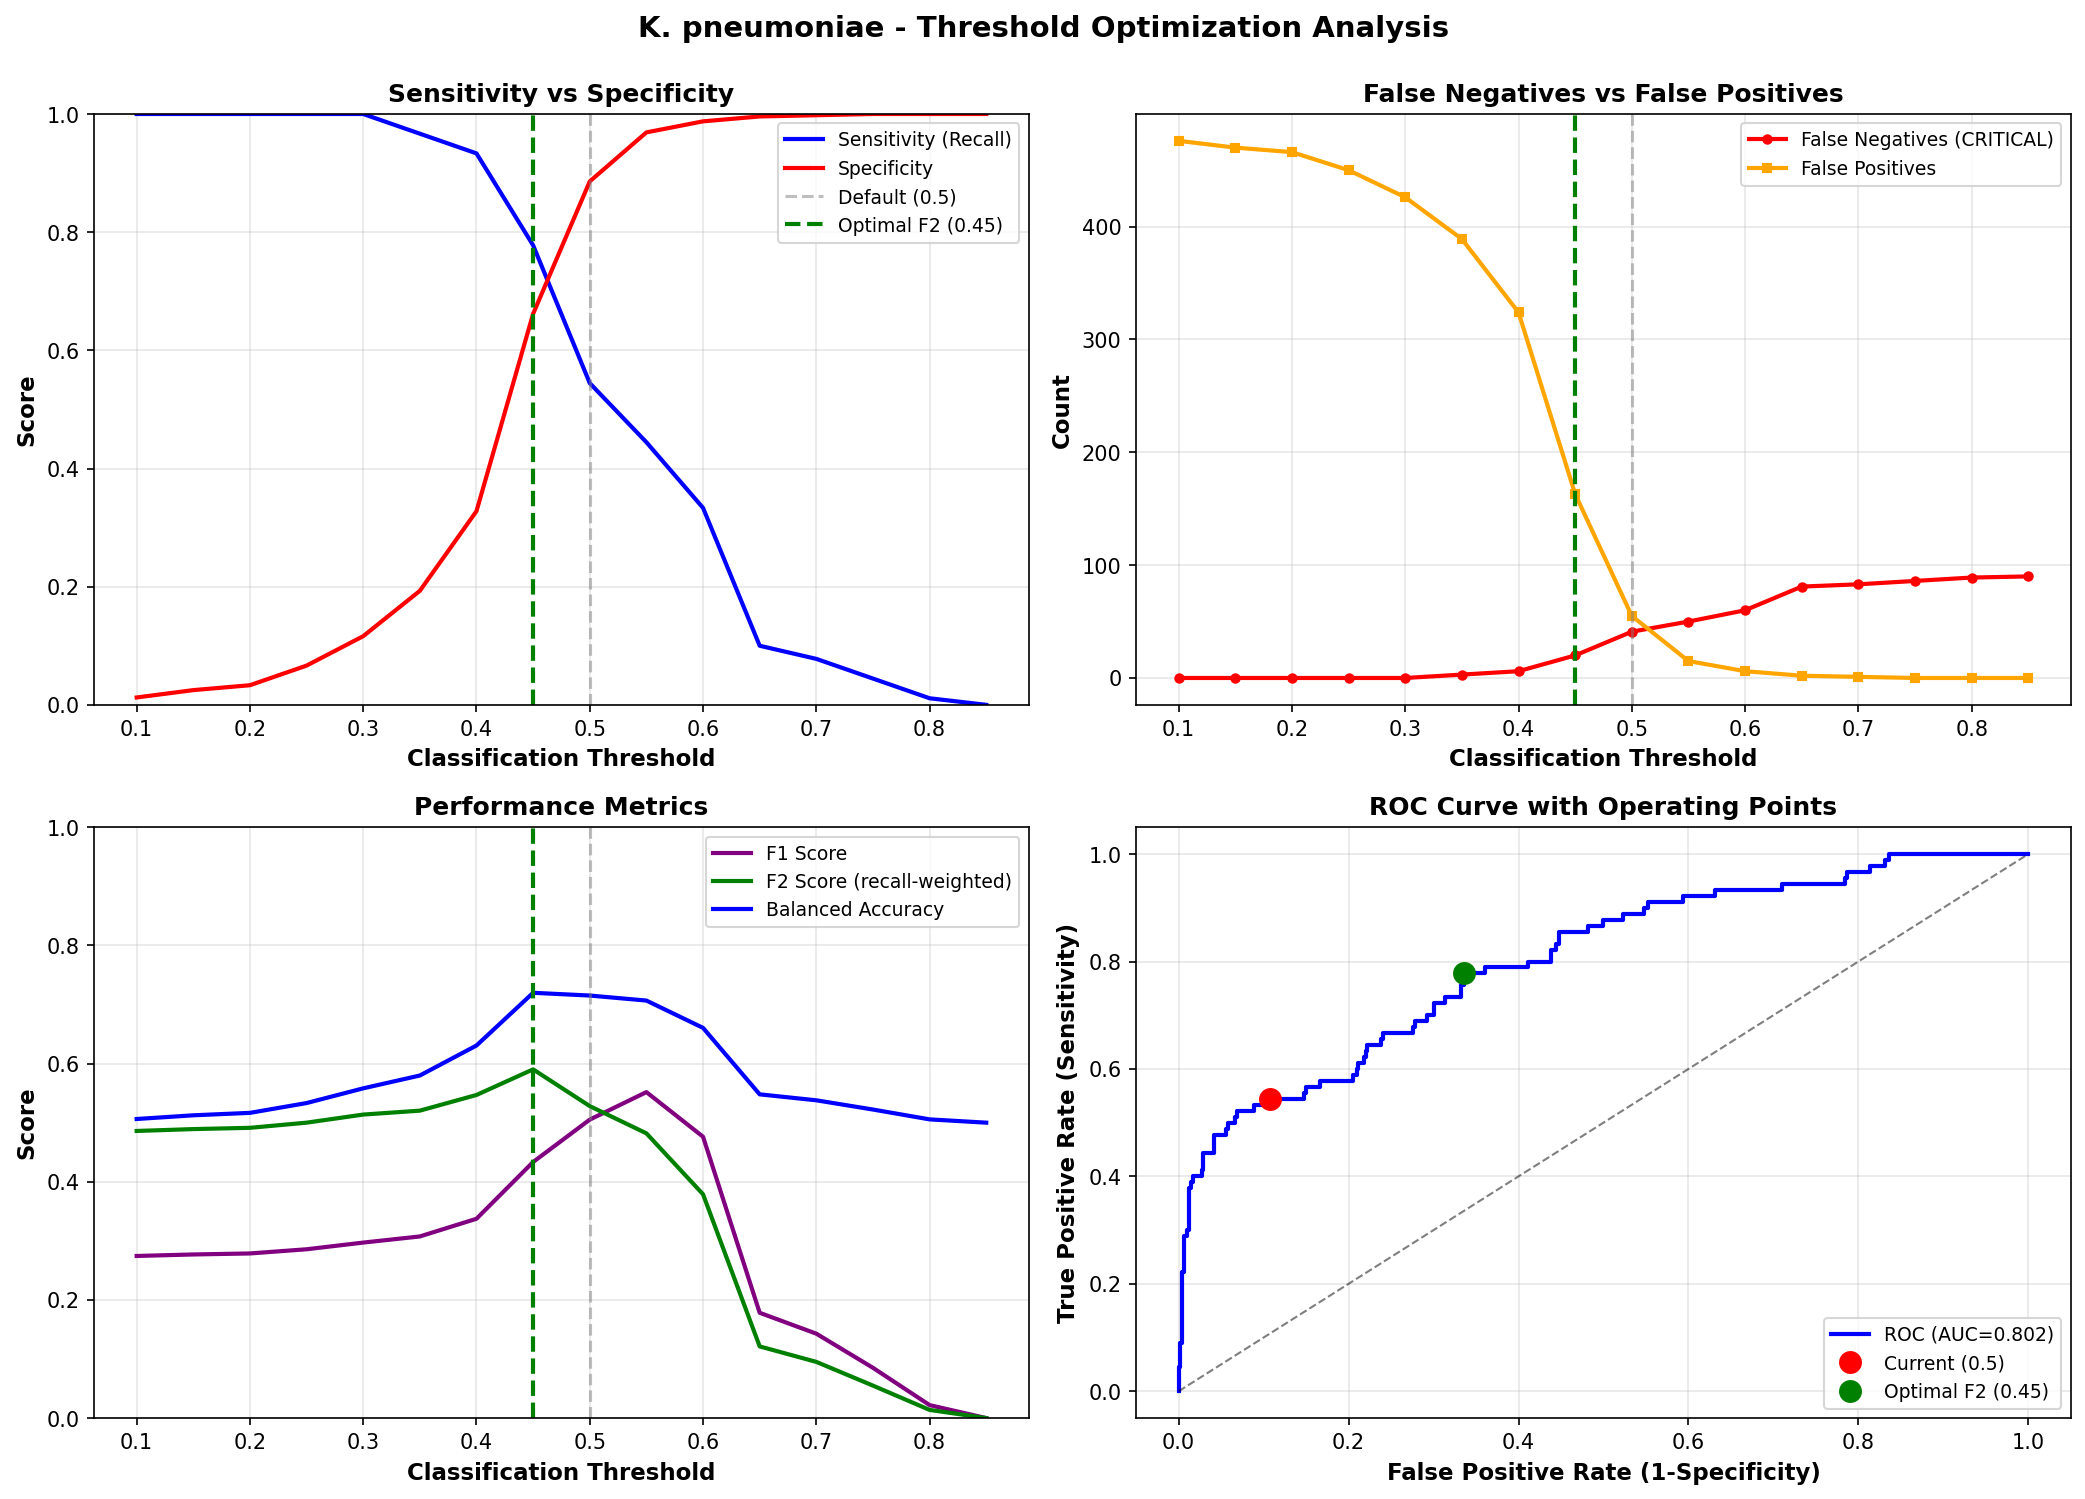 K. pneumoniae - Threshold Optimization Analysis
Sensitivity vs Specificity
1.0
0.8
0.6
0.4
0.2
0.0
Score
0.1 0.2 0.3 0.4 0.5 0.6 0.7 0.8
Classification Threshold
Sensitivity (Recall)
Specificity
Default (0.5)
Optimal F2 (0.45)
False Negatives vs False Positives
400
300
200
100
0
Count
0.1 0.2 0.3 0.4 0.5 0.6 0.7 0.8
Classification Threshold
False Negatives (CRITICAL)
False Positives
Performance Metrics
1.0
0.8
0.6
0.4
0.2
0.0
Score
0.1 0.2 0.3 0.4 0.5 0.6 0.7 0.8
Classification Threshold
F1 Score
F2 Score (recall-weighted)
Balanced Accuracy
ROC Curve with Operating Points
1.0
0.8
0.6
0.4
0.2
0.0
True Positive Rate (Sensitivity)
0.0 0.2 0.4 0.6 0.8 1.0
False Positive Rate (1-Specificity)
ROC (AUC=0.802)
Current (0.5)
Optimal F2 (0.45)